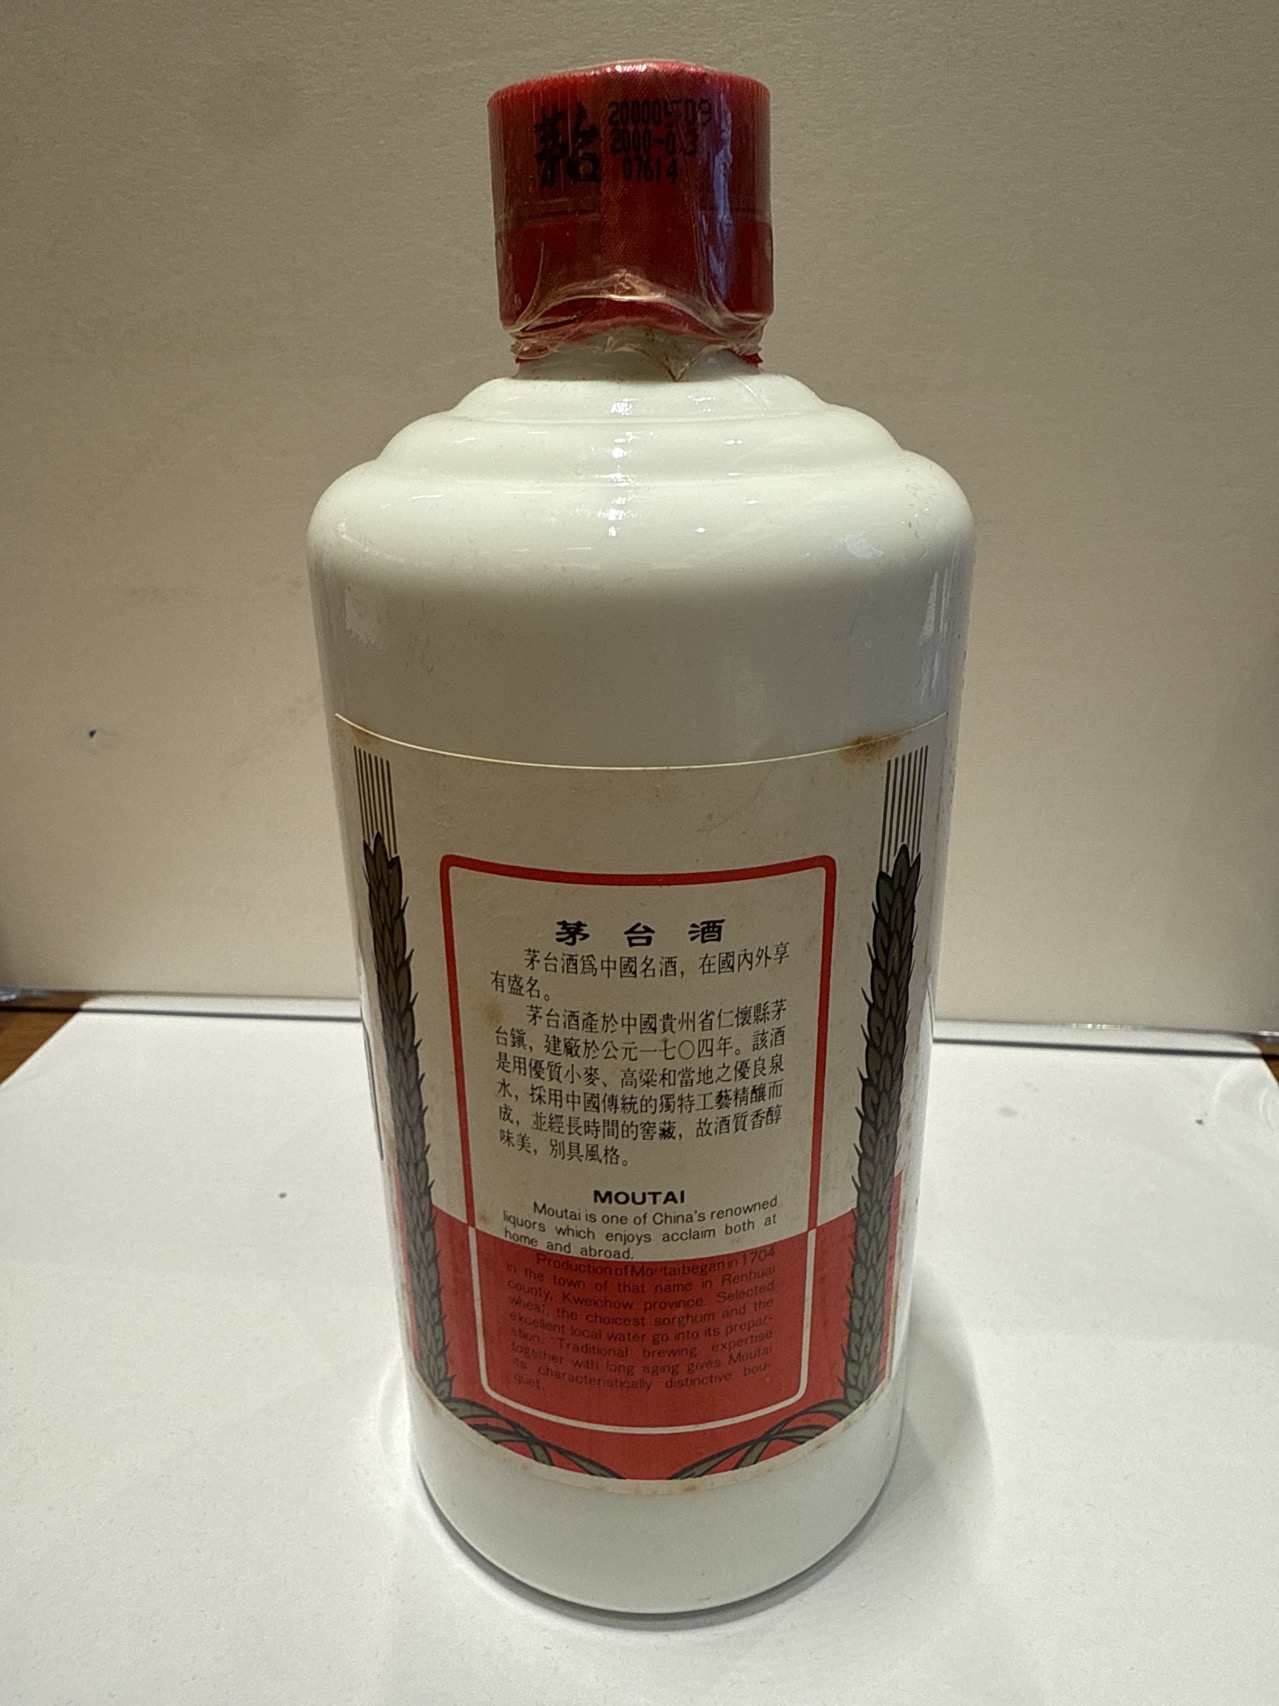 茅台
200005 09
2000-03
07614
茅台酒
茅台酒爲中國名酒，在國內外享
有盛名。
茅台酒產於中國貴州省仁懷縣茅
台鎭，建廠於公元一七〇四年。該酒
是用優質小麥、高粱和當地之優良泉
水，採用中國傳統的獨特工藝精釀而
成，並經長時間的窖藏，故酒質香醇
味美，別具風格。
MOUTAI
Moutai is one of China's renowned
liquors which enjoys acclaim both at
home and abroad.
Production of Moutai began in 1704
in the town of that name in Renhuai
county, Kweichow province. Selected
wheat, the choicest sorghum and the
excellent local water go into its prepar-
ation. Traditional brewing expertise
together with long aging gives Moutai
its characteristically distinctive bou-
quet.